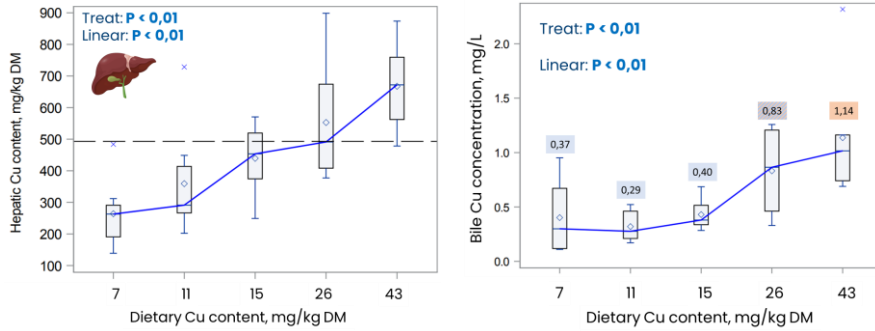 Treat: P < 0,01
Linear: P < 0,01
Hepatic Cu content, mg/kg DM
900
800
700
600
500
400
300
200
100
7 11 15 26 43
Dietary Cu content, mg/kg DM
Treat: P < 0,01
Linear: P < 0,01
Bile Cu concentration, mg/L
2.0
1.5
1.0
0.5
0.0
0,37
0,29
0,40
0,83
1,14
7 11 15 26 43
Dietary Cu content, mg/kg DM